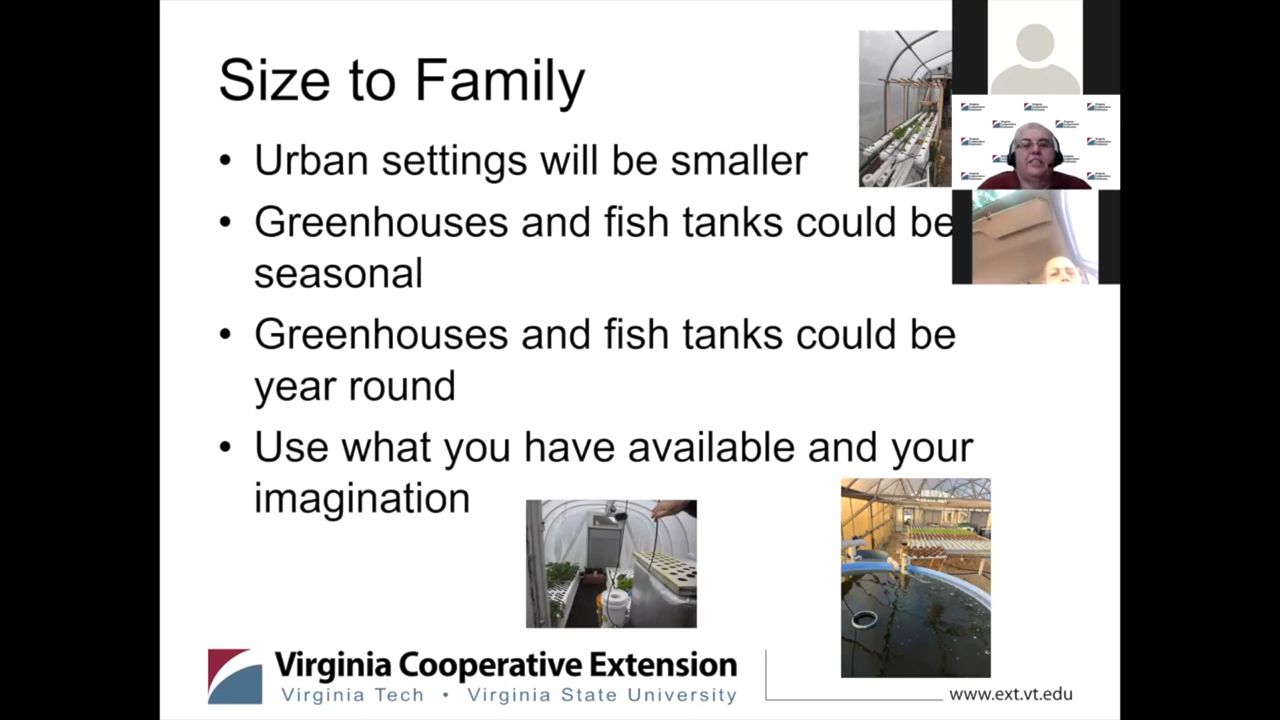 Size to Family
• Urban settings will be smaller
• Greenhouses and fish tanks could be
seasonal
• Greenhouses and fish tanks could be
year round
• Use what you have available and your
imagination
Virginia Cooperative Extension
Virginia Tech • Virginia State University
www.ext.vt.edu